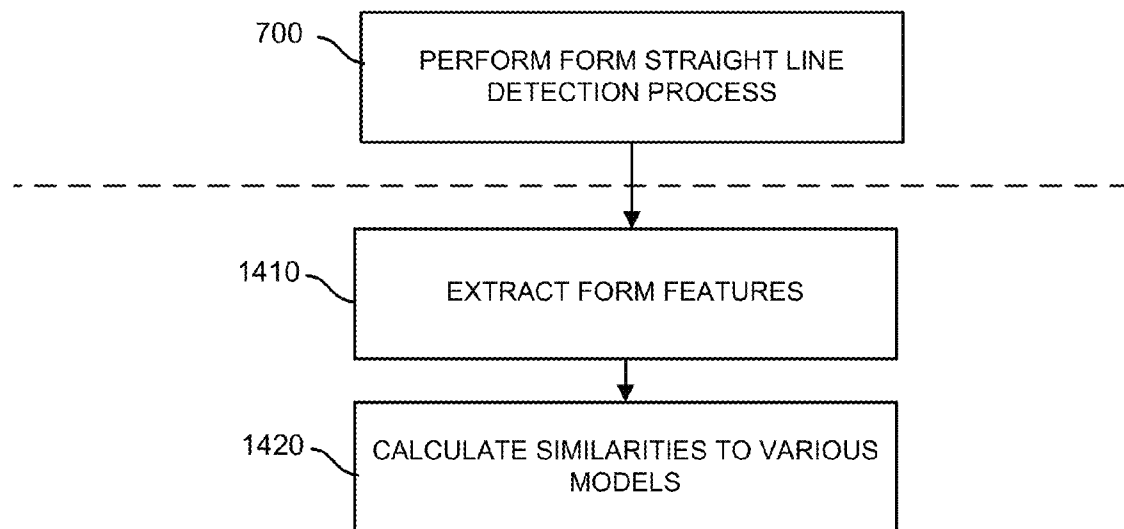 700
PERFORM FORM STRAIGHT LINE
DETECTION PROCESS
1410
EXTRACT FORM FEATURES
1420
CALCULATE SIMILARITIES TO VARIOUS
MODELS